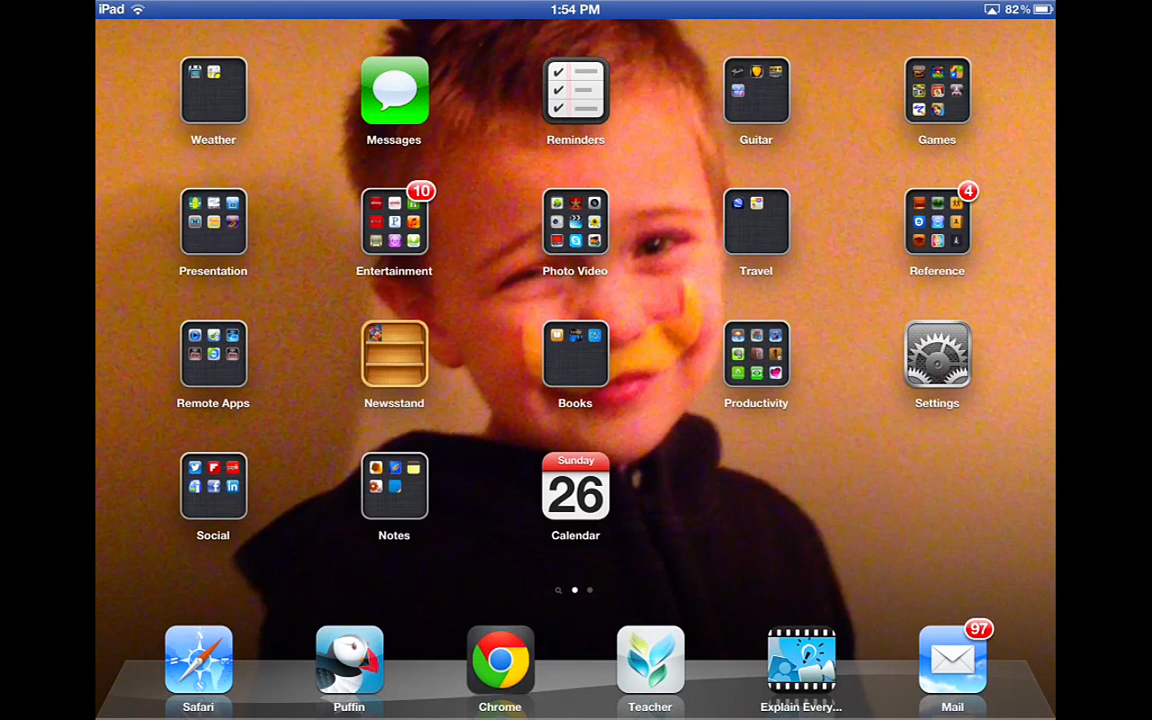 iPad 1:54 PM 82%
Weather Messages Reminders Guitar Games
10 4
Presentation Entertainment Photo Video Travel Reference
Remote Apps Newsstand Books Productivity Settings
Sunday
26
Social Notes Calendar
97
Safari Puffin Chrome Teacher Explain Every... Mail